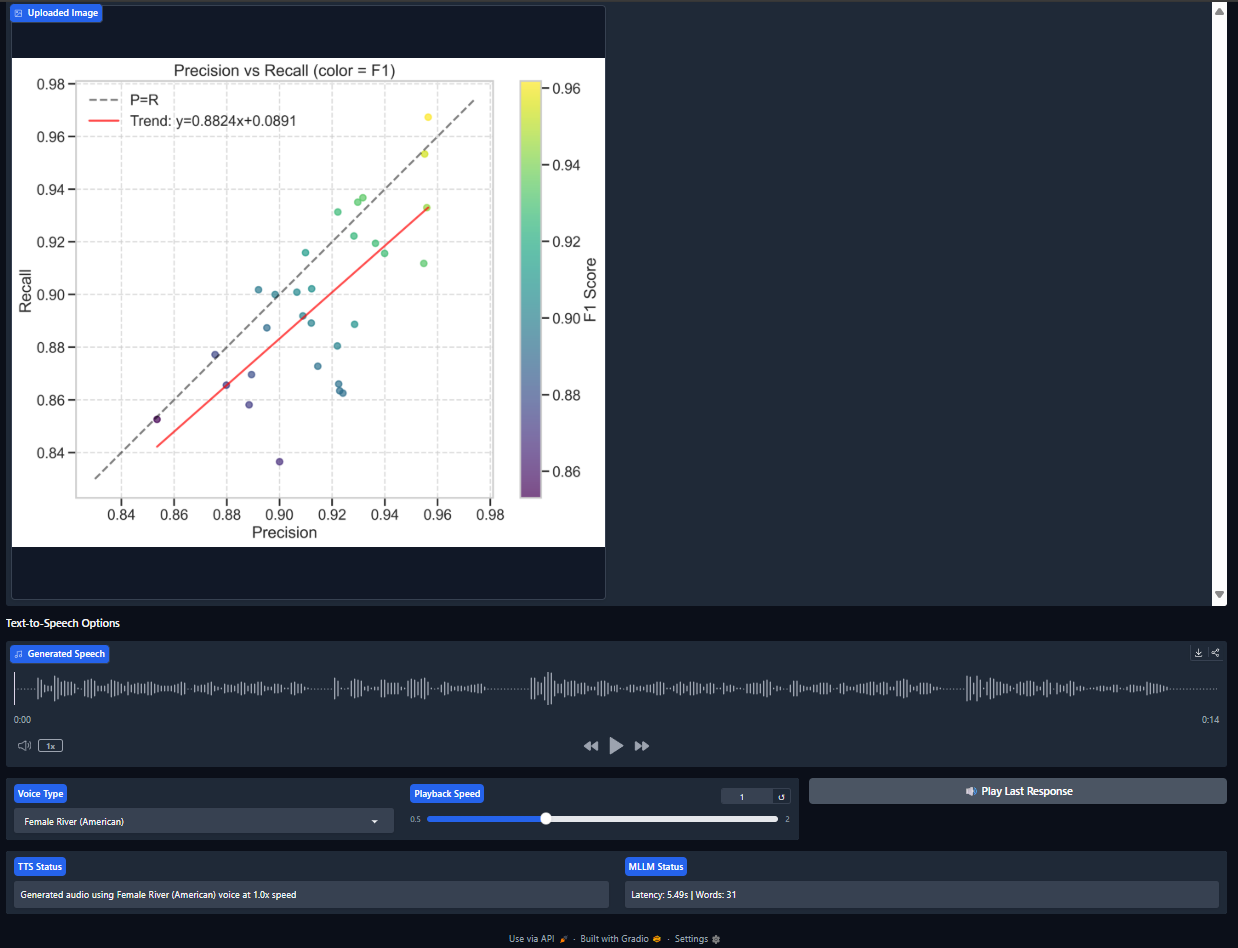 Uploaded Image
Precision vs Recall (color = F1)
P=R
Trend: y=0.8824x+0.0891
0.98
0.96
0.94
0.92
0.90
0.88
0.86
0.84
Recall
0.84 0.86 0.88 0.90 0.92 0.94 0.96 0.98
Precision
0.96
0.94
0.92
0.90
0.88
0.86
F1 Score
Text-to-Speech Options
Generated Speech
0:00
0:14
1x
Voice Type
Female River (American)
Playback Speed
1
0.5
2
Play Last Response
TTS Status
Generated audio using Female River (American) voice at 1.0x speed
MLLM Status
Latency: 5.49s | Words: 31
Use via API · Built with Gradio · Settings